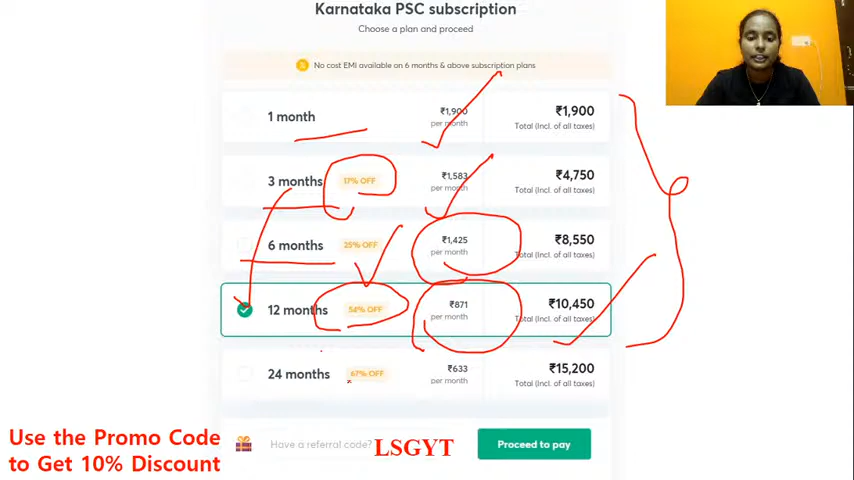 Karnataka PSC subscription
Choose a plan and proceed
No cost EMI available on 6 months & above subscription plans
1 month ₹1,900 ₹1,900
per month Total (Incl. of all taxes)
3 months 17% OFF ₹1,583 ₹4,750
per month Total (Incl. of all taxes)
6 months 25% OFF ₹1,425 ₹8,550
per month Total (Incl. of all taxes)
12 months 54% OFF ₹871 ₹10,450
per month Total (Incl. of all taxes)
24 months 67% OFF ₹633 ₹15,200
per month Total (Incl. of all taxes)
Use the Promo Code
to Get 10% Discount
Have a referral code? LSGYT Proceed to pay